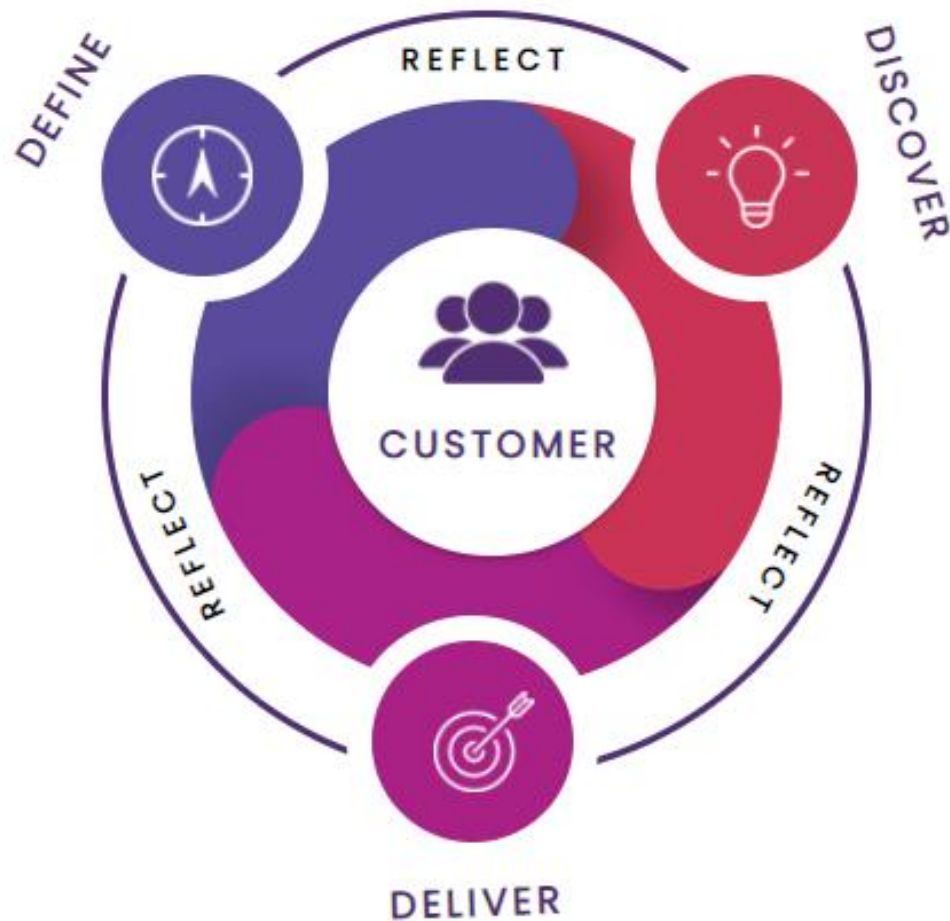 REFLECT
DEFINE
DISCOVER
CUSTOMER
REFLECT
REFLECT
DELIVER